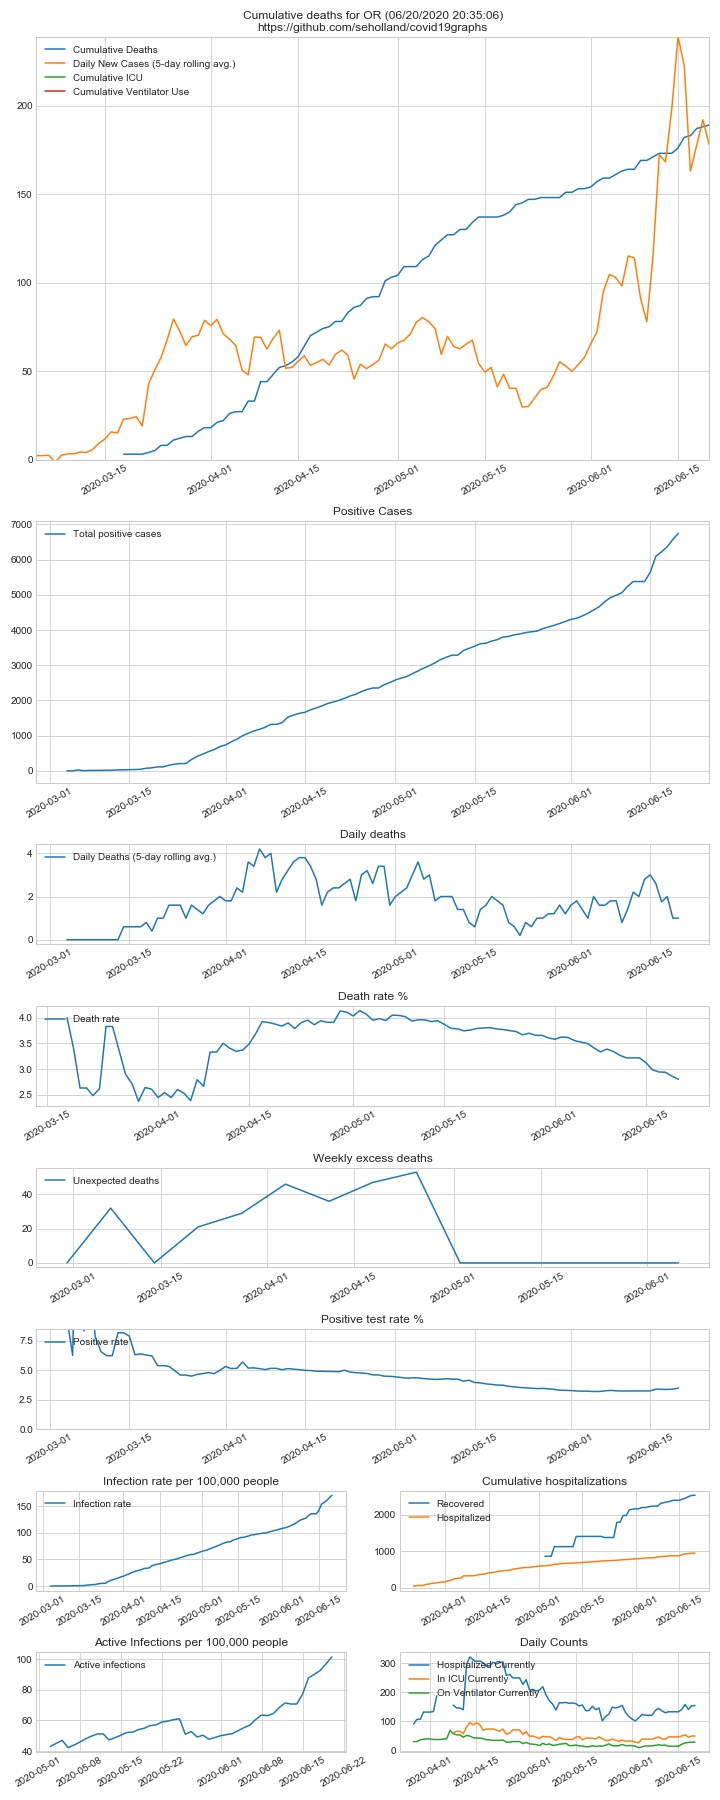 Cumulative deaths for OR (06/20/2020 20:35:06)
https://github.com/seholland/covid19graphs
Cumulative Deaths
Daily New Cases (5-day rolling avg.)
Cumulative ICU
Cumulative Ventilator Use
200
150
100
50
0
2020-03-15 2020-04-01 2020-04-15 2020-05-01 2020-05-15 2020-06-01 2020-06-15
Positive Cases
Total positive cases
7000
6000
5000
4000
3000
2000
1000
0
2020-03-01 2020-03-15 2020-04-01 2020-04-15 2020-05-01 2020-05-15 2020-06-01 2020-06-15
Daily deaths
Daily Deaths (5-day rolling avg.)
4
2
0
2020-03-01 2020-03-15 2020-04-01 2020-04-15 2020-05-01 2020-05-15 2020-06-01 2020-06-15
Death rate %
Death rate
4.0
3.5
3.0
2.5
2020-03-15 2020-04-01 2020-04-15 2020-05-01 2020-05-15 2020-06-01 2020-06-15
Weekly excess deaths
Unexpected deaths
40
20
0
2020-03-01 2020-03-15 2020-04-01 2020-04-15 2020-05-01 2020-05-15 2020-06-01
Positive test rate %
Positive rate
7.5
5.0
2.5
0.0
2020-03-01 2020-03-15 2020-04-01 2020-04-15 2020-05-01 2020-05-15 2020-06-01 2020-06-15
Infection rate per 100,000 people
Infection rate
150
100
50
0
2020-03-01 2020-03-15 2020-04-01 2020-04-15 2020-05-01 2020-05-15 2020-06-01 2020-06-15
Cumulative hospitalizations
Recovered
Hospitalized
2000
1000
0
2020-04-01 2020-04-15 2020-05-01 2020-05-15 2020-06-01 2020-06-15
Active Infections per 100,000 people
Active infections
100
80
60
40
2020-05-01 2020-05-08 2020-05-15 2020-05-22 2020-06-01 2020-06-08 2020-06-15 2020-06-22
Daily Counts
Hospitalized Currently
In ICU Currently
On Ventilator Currently
300
200
100
0
2020-04-01 2020-04-15 2020-05-01 2020-05-15 2020-06-01 2020-06-15